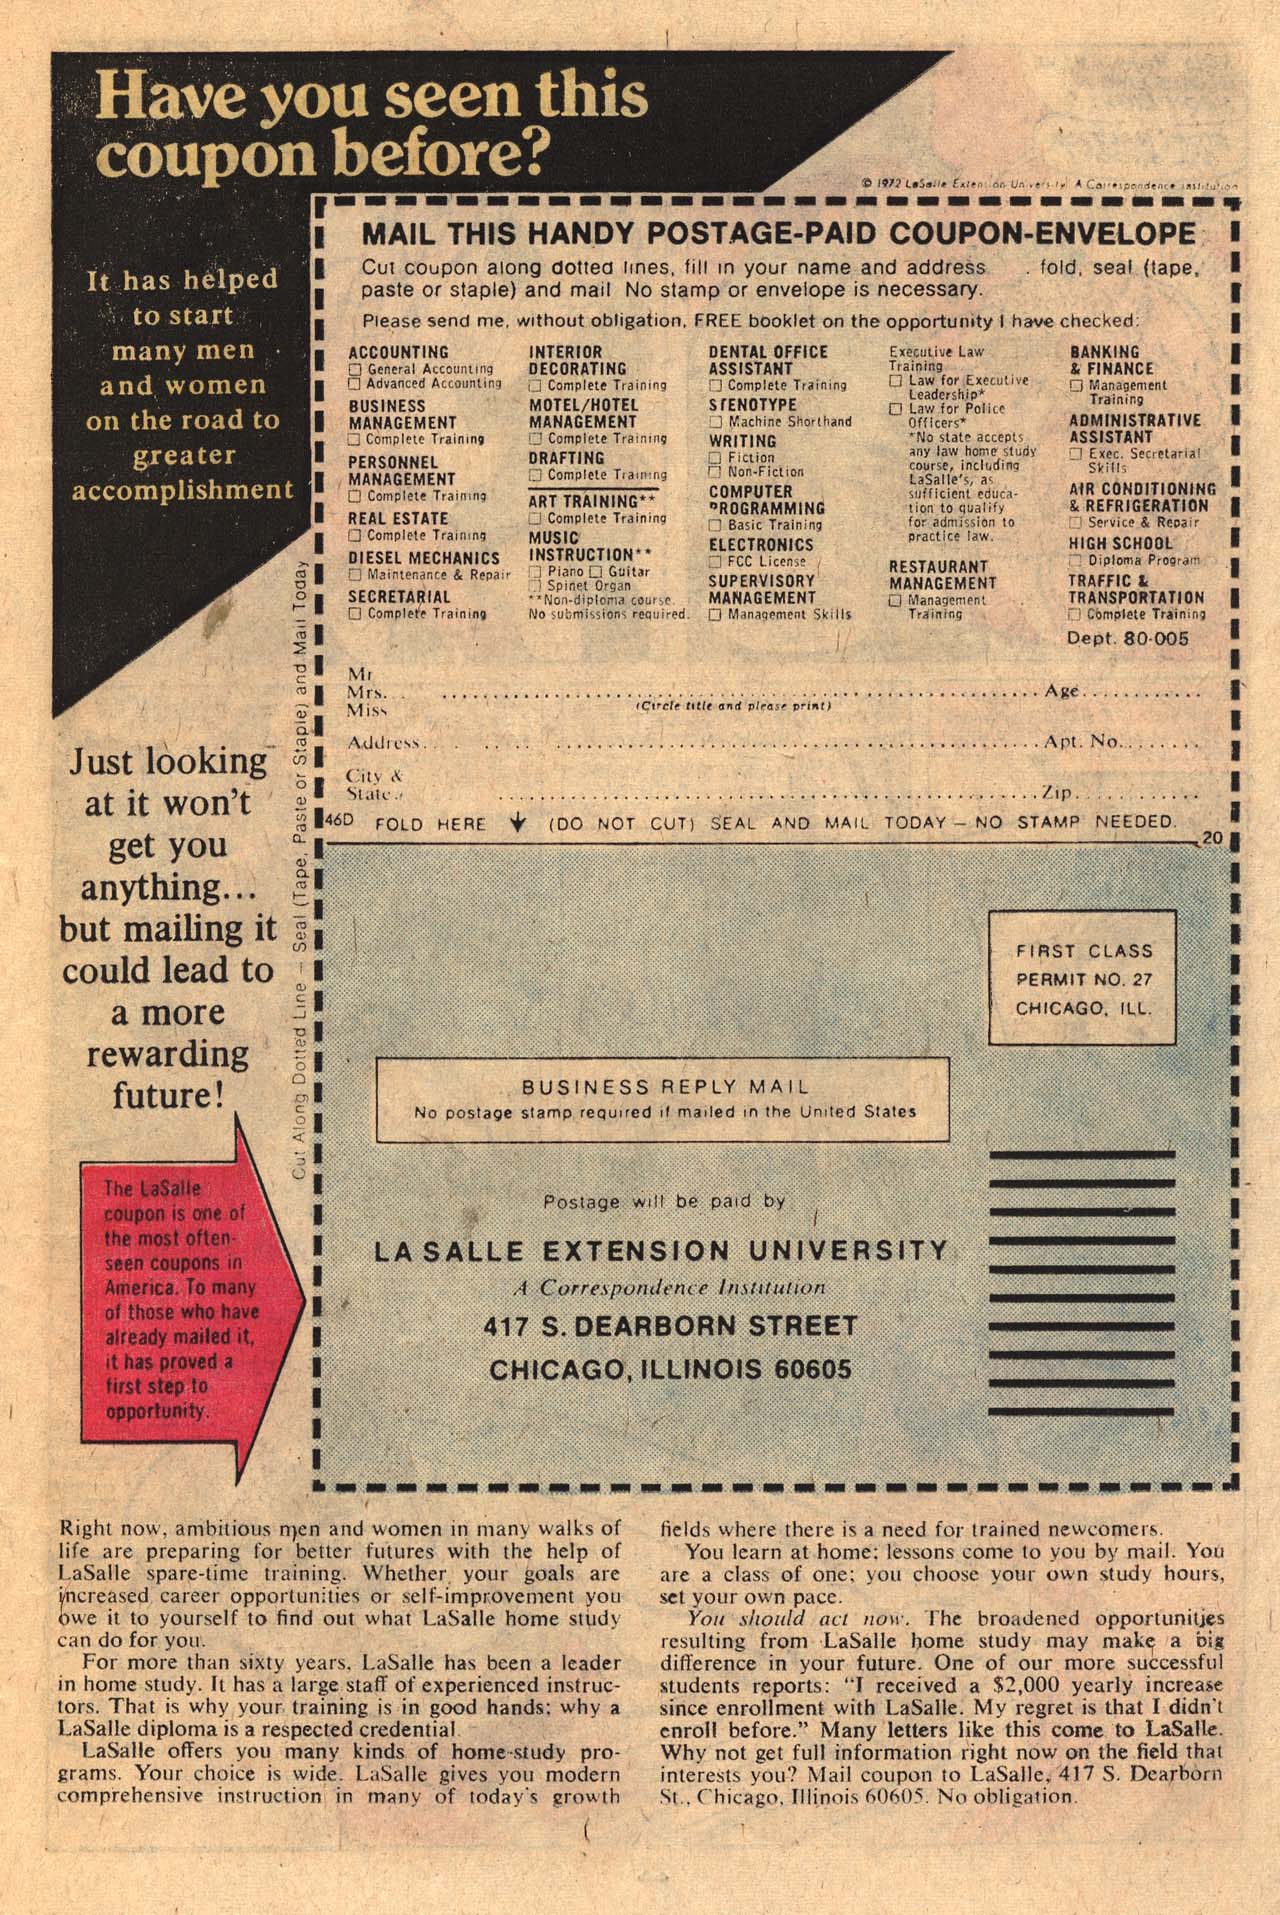 Have you seen this
coupon before?
© 1972 LaSalle Extension University A Correspondence Institution
It has helped
to start
many men
and women
on the road to
greater
accomplishment
Just looking
at it won't
get you
anything...
but mailing it
could lead to
a more
rewarding
future!
The LaSalle
coupon is one of
the most often-
seen coupons in
America. To many
of those who have
already mailed it,
it has proved a
first step to
opportunity.
Cut Along Dotted Line – Seal (Tape, Paste or Staple) and Mail Today
MAIL THIS HANDY POSTAGE-PAID COUPON-ENVELOPE
Cut coupon along dotted lines, fill in your name and address . fold, seal (tape,
paste or staple) and mail No stamp or envelope is necessary.
Please send me, without obligation, FREE booklet on the opportunity I have checked:
ACCOUNTING
☐ General Accounting
☐ Advanced Accounting
BUSINESS
MANAGEMENT
☐ Complete Training
PERSONNEL
MANAGEMENT
☐ Complete Training
REAL ESTATE
☐ Complete Training
DIESEL MECHANICS
☐ Maintenance & Repair
SECRETARIAL
☐ Complete Training
INTERIOR
DECORATING
☐ Complete Training
MOTEL/HOTEL
MANAGEMENT
☐ Complete Training
DRAFTING
☐ Complete Training
ART TRAINING**
☐ Complete Training
MUSIC
INSTRUCTION**
☐ Piano ☐ Guitar
☐ Spinet Organ
**Non-diploma course.
No submissions required.
DENTAL OFFICE
ASSISTANT
☐ Complete Training
STENOTYPE
☐ Machine Shorthand
WRITING
☐ Fiction
☐ Non-Fiction
COMPUTER
PROGRAMMING
☐ Basic Training
ELECTRONICS
☐ FCC License
SUPERVISORY
MANAGEMENT
☐ Management Skills
Executive Law
Training
☐ Law for Executive
Leadership*
☐ Law for Police
Officers*
*No state accepts
any law home study
course, including
LaSalle's, as
sufficient educa-
tion to qualify
for admission to
practice law.
RESTAURANT
MANAGEMENT
☐ Management
Training
BANKING
& FINANCE
☐ Management
Training
ADMINISTRATIVE
ASSISTANT
☐ Exec. Secretarial
Skills
AIR CONDITIONING
& REFRIGERATION
☐ Service & Repair
HIGH SCHOOL
☐ Diploma Program
TRAFFIC &
TRANSPORTATION
☐ Complete Training
Dept. 80-005
Mr
Mrs. . . . . . . . . . . . . . . . . . . . Age . . . . . . . .
Miss (Circle title and please print)
Address. . . . . . . . . . . . . . . . . . Apt. No. . . . . . .
City &
State . . . . . . . . . . . . . . . . . . . Zip . . . . . . . .
46D FOLD HERE ↓ (DO NOT CUT) SEAL AND MAIL TODAY – NO STAMP NEEDED.
20
FIRST CLASS
PERMIT NO. 27
CHICAGO, ILL.
BUSINESS REPLY MAIL
No postage stamp required if mailed in the United States
Postage will be paid by
LA SALLE EXTENSION UNIVERSITY
A Correspondence Institution
417 S. DEARBORN STREET
CHICAGO, ILLINOIS 60605
Right now, ambitious men and women in many walks of
life are preparing for better futures with the help of
LaSalle spare-time training. Whether your goals are
increased career opportunities or self-improvement you
owe it to yourself to find out what LaSalle home study
can do for you.
For more than sixty years, LaSalle has been a leader
in home study. It has a large staff of experienced instruc-
tors. That is why your training is in good hands; why a
LaSalle diploma is a respected credential.
LaSalle offers you many kinds of home-study pro-
grams. Your choice is wide. LaSalle gives you modern
comprehensive instruction in many of today's growth
fields where there is a need for trained newcomers.
You learn at home; lessons come to you by mail. You
are a class of one; you choose your own study hours,
set your own pace.
You should act now. The broadened opportunities
resulting from LaSalle home study may make a big
difference in your future. One of our more successful
students reports: "I received a $2,000 yearly increase
since enrollment with LaSalle. My regret is that I didn't
enroll before." Many letters like this come to LaSalle.
Why not get full information right now on the field that
interests you? Mail coupon to LaSalle, 417 S. Dearborn
St., Chicago, Illinois 60605. No obligation.